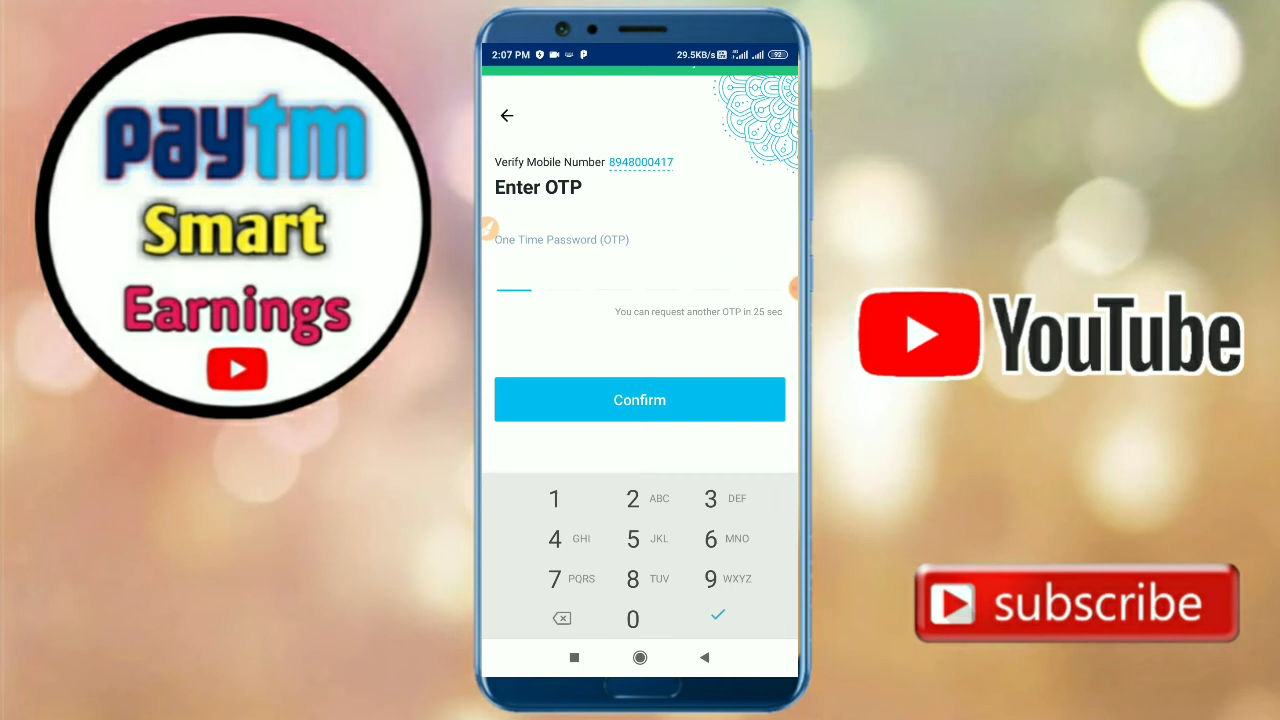 paytm
Smart
Earnings
2:07 PM
29.5KB/s
92
Verify Mobile Number 8948000417
Enter OTP
One Time Password (OTP)
You can request another OTP in 25 sec
Confirm
1
2 ABC
3 DEF
4 GHI
5 JKL
6 MNO
7 PQRS
8 TUV
9 WXYZ
0
YouTube
subscribe